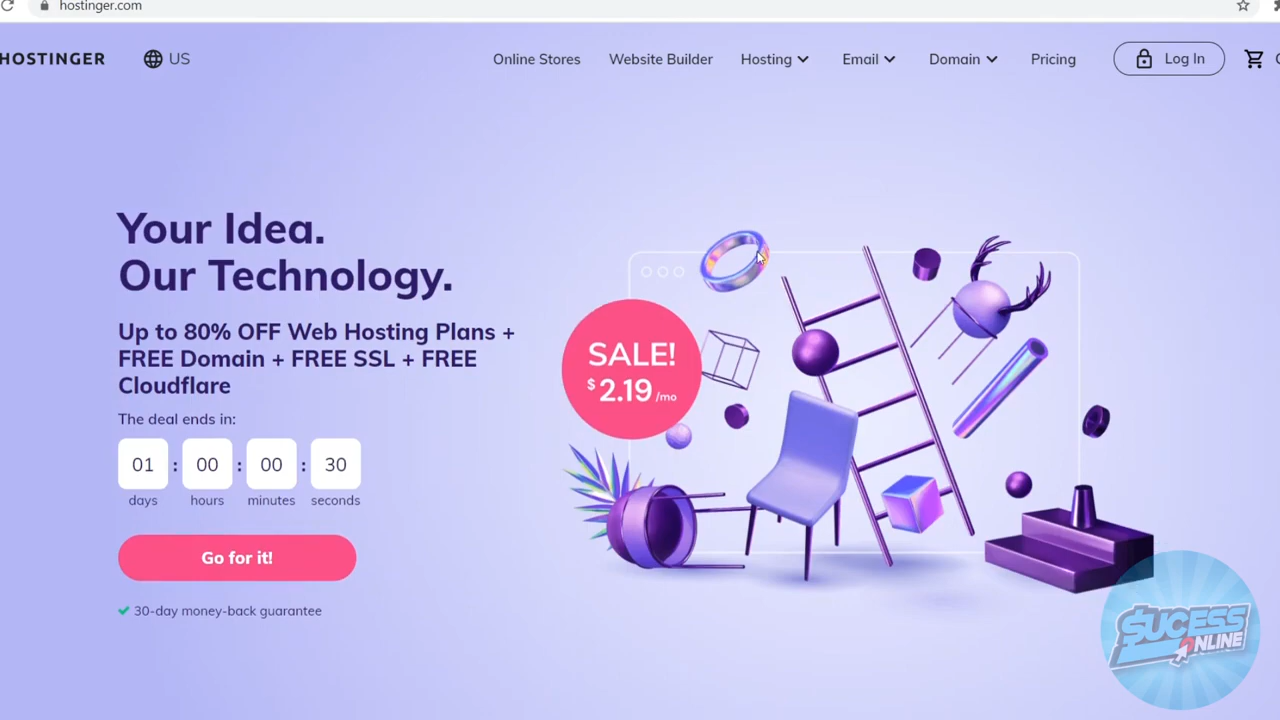 hostinger.com
HOSTINGER
US
Online Stores
Website Builder
Hosting
Email
Domain
Pricing
Log In
Your Idea.
Our Technology.
Up to 80% OFF Web Hosting Plans +
FREE Domain + FREE SSL + FREE
Cloudflare
The deal ends in:
01 : 00 : 00 : 30
days hours minutes seconds
Go for it!
30-day money-back guarantee
SALE!
$2.19/mo
$UCESS
ONLINE